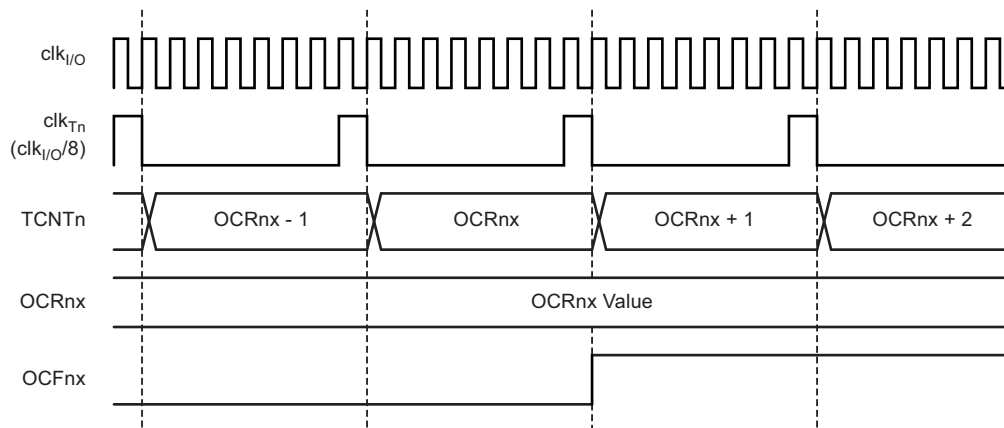 clkI/O
clkTn
(clkI/O/8)
TCNTn OCRnx - 1 OCRnx OCRnx + 1 OCRnx + 2
OCRnx OCRnx Value
OCFnx